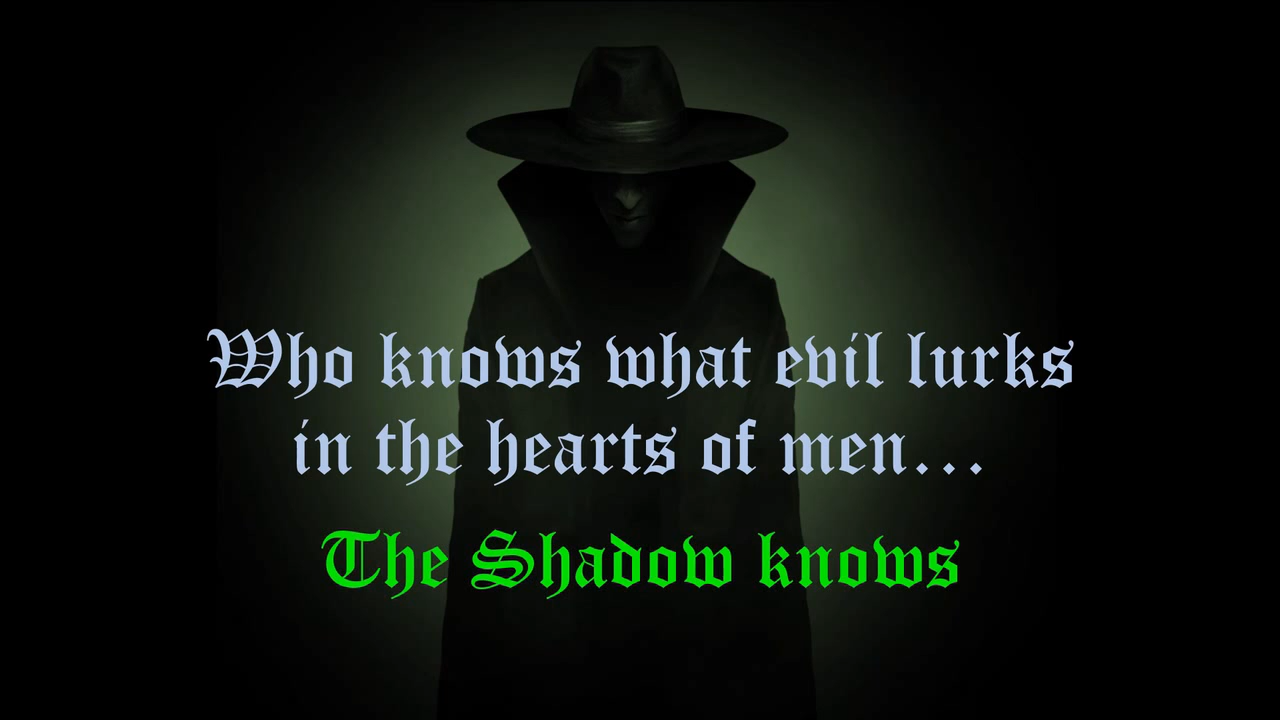 Who knows what evil lurks
in the hearts of men...
The Shadow knows